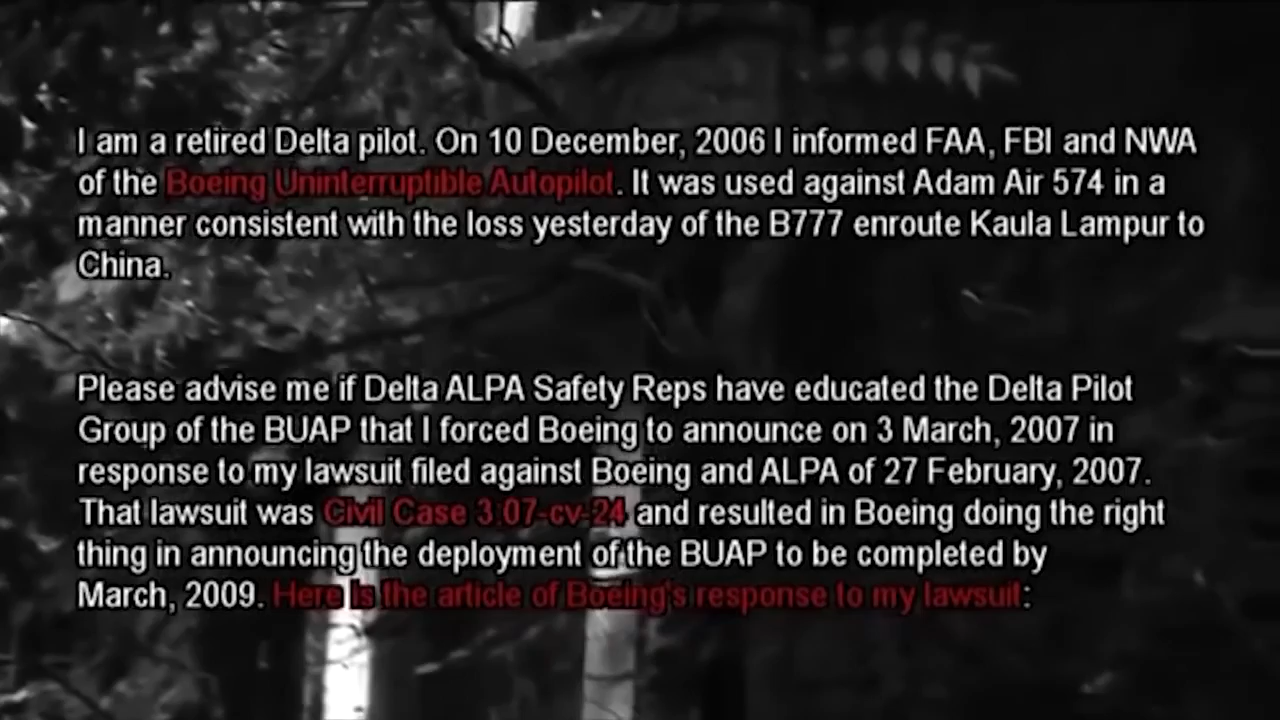 I am a retired Delta pilot. On 10 December, 2006 I informed FAA, FBI and NWA
of the Boeing Uninterruptible Autopilot. It was used against Adam Air 574 in a
manner consistent with the loss yesterday of the B777 enroute Kaula Lampur to
China.
Please advise me if Delta ALPA Safety Reps have educated the Delta Pilot
Group of the BUAP that I forced Boeing to announce on 3 March, 2007 in
response to my lawsuit filed against Boeing and ALPA of 27 February, 2007.
That lawsuit was Civil Case 3:07-cv-24 and resulted in Boeing doing the right
thing in announcing the deployment of the BUAP to be completed by
March, 2009. Here is the article of Boeing's response to my lawsuit: